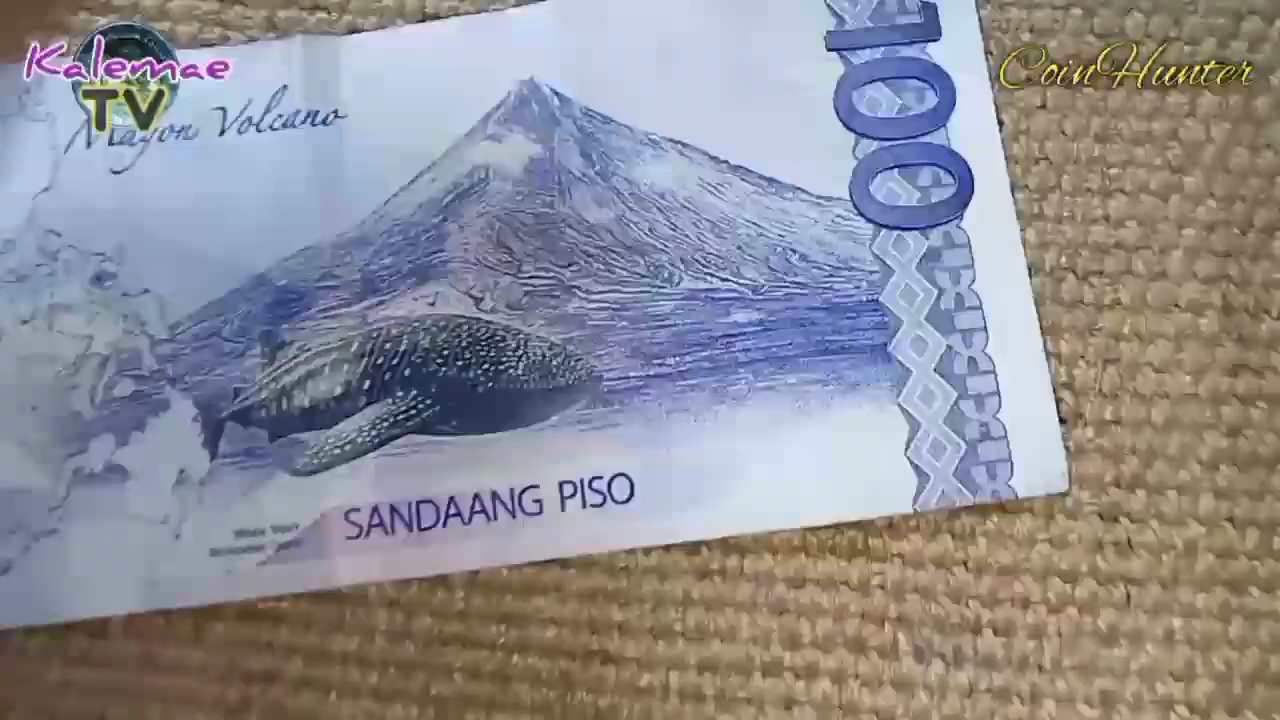 Kalemae
TV
CoinHunter
Mayon Volcano
100
SANDAANG PISO